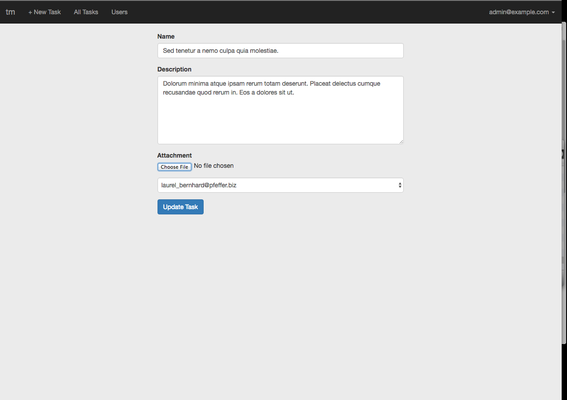 tm + New Task All Tasks Users admin@example.com
Name
Sed tenetur a nemo culpa quia molestiae.
Description
Dolorum minima atque ipsam rerum totam deserunt. Placeat delectus cumque
recusandae quod rerum in. Eos a dolores sit ut.
Attachment
Choose File No file chosen
laurel_bernhard@pfeffer.biz
Update Task